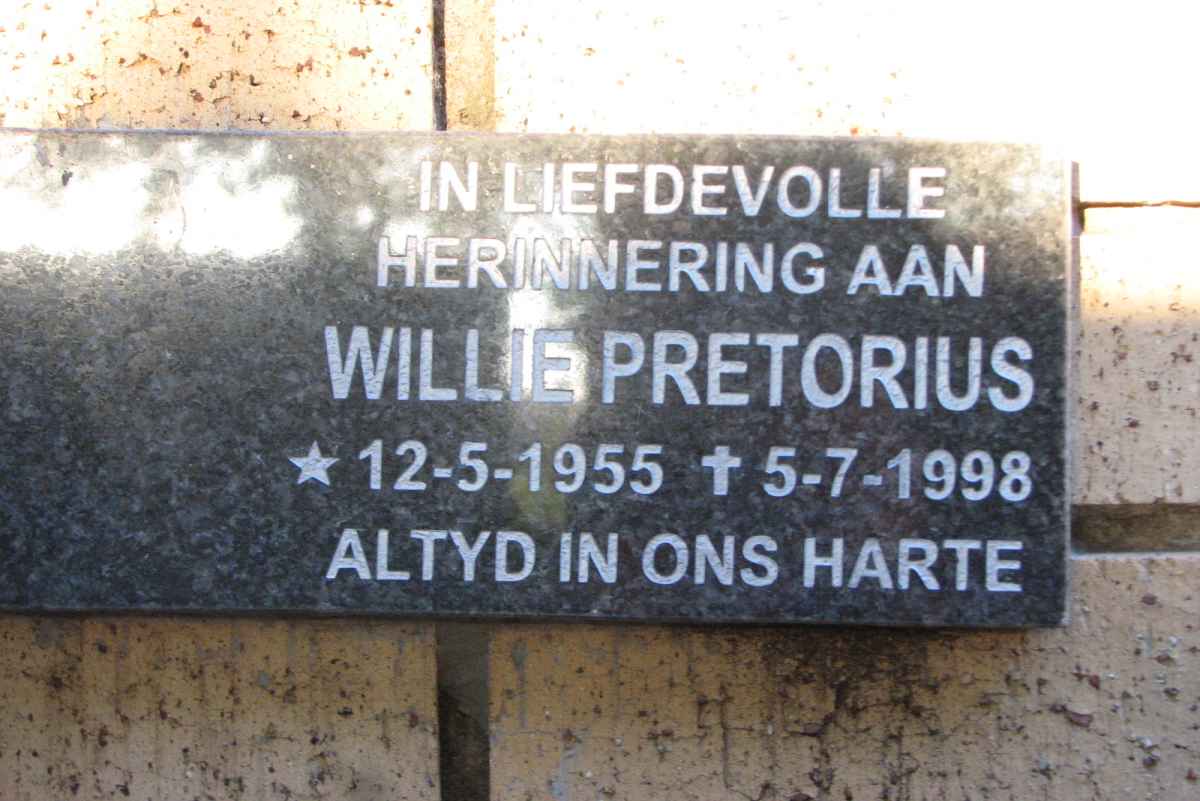 IN LIEFDEVOLLE
HERINNERING AAN
WILLIE PRETORIUS
★ 12-5-1955 ✝ 5-7-1998
ALTYD IN ONS HARTE